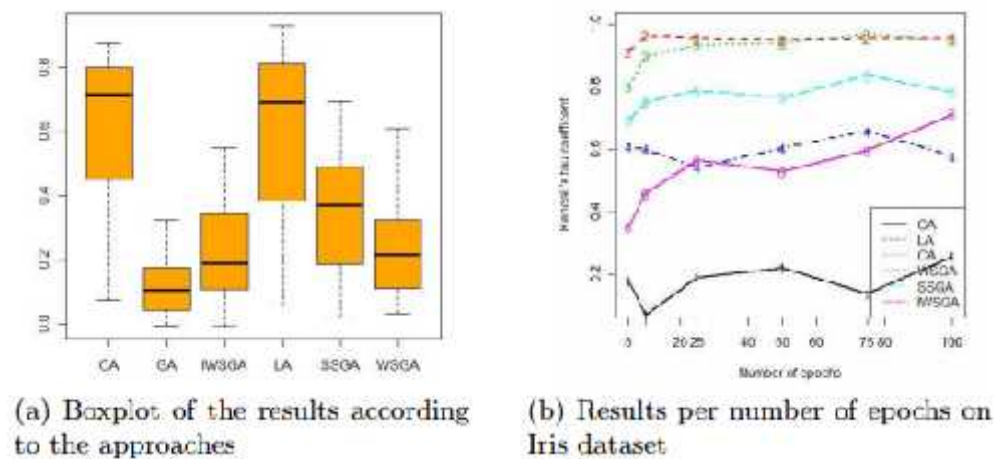 0.8
0.6
0.4
0.2
0.0
CA GA IWSGA LA SSGA WSGA
(a) Boxplot of the results according
to the approaches
1.0
0.8
0.6
0.4
0.2
Kendall's tau coefficient
LA
CA
WSGA
SSGA
IWSGA
0 20 25 40 50 60 75 80 100
Number of epochs
(b) Results per number of epochs on
Iris dataset